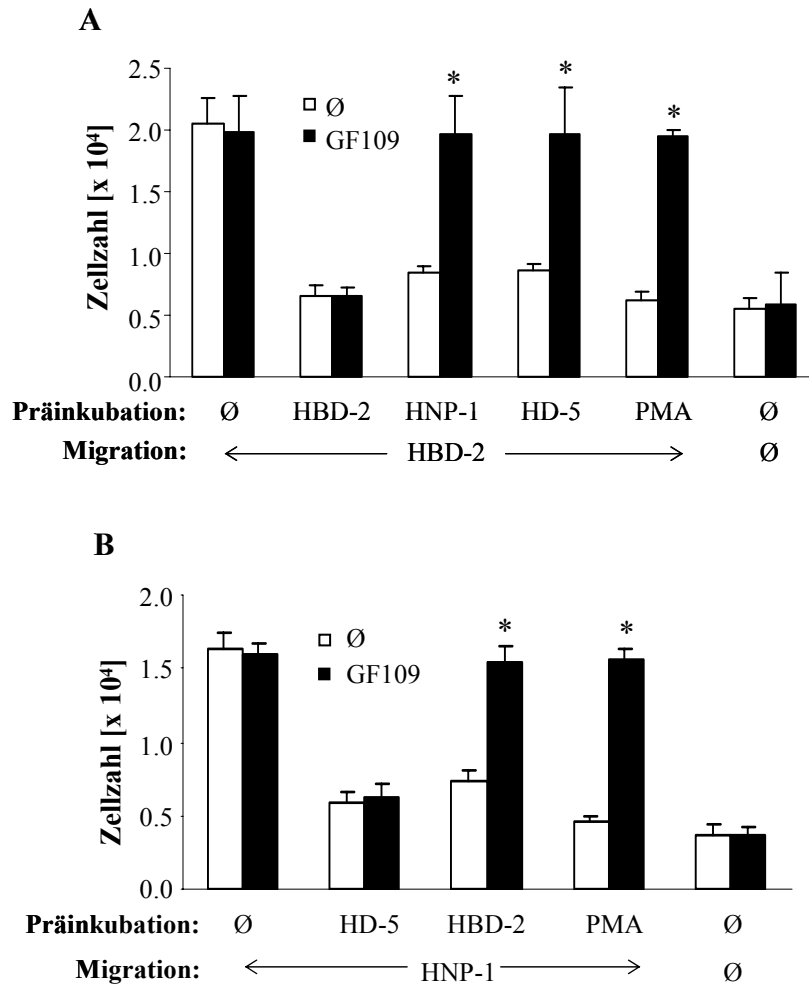 A
Zellzahl [x 10⁴]
2.5
2.0
1.5
1.0
0.5
0.0
Ø
GF109
* * *
Präinkubation: Ø HBD-2 HNP-1 HD-5 PMA Ø
Migration: HBD-2 Ø
B
Zellzahl [x 10⁴]
2.0
1.5
1.0
0.5
0.0
Ø
GF109
* *
Präinkubation: Ø HD-5 HBD-2 PMA Ø
Migration: HNP-1 Ø